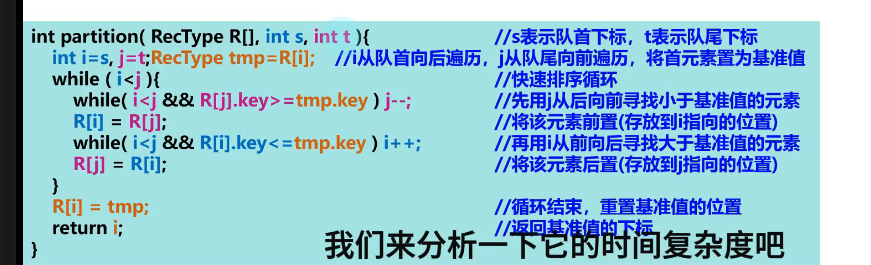 int partition( RecType R[], int s, int t ){ //s表示队首下标，t表示队尾下标
int i=s, j=t;RecType tmp=R[i]; //i从队首向后遍历，j从队尾向前遍历，将首元素置为基准值
while ( i<j ){ //快速排序循环
while( i<j && R[j].key>=tmp.key ) j--; //先用j从后向前寻找小于基准值的元素
R[i] = R[j]; //将该元素前置(存放到i指向的位置)
while( i<j && R[i].key<=tmp.key ) i++; //再用i从前向后寻找大于基准值的元素
R[j] = R[i]; //将该元素后置(存放到j指向的位置)
}
R[i] = tmp; //循环结束，重置基准值的位置
return i; //返回基准值的下标
}
我们来分析一下它的时间复杂度吧